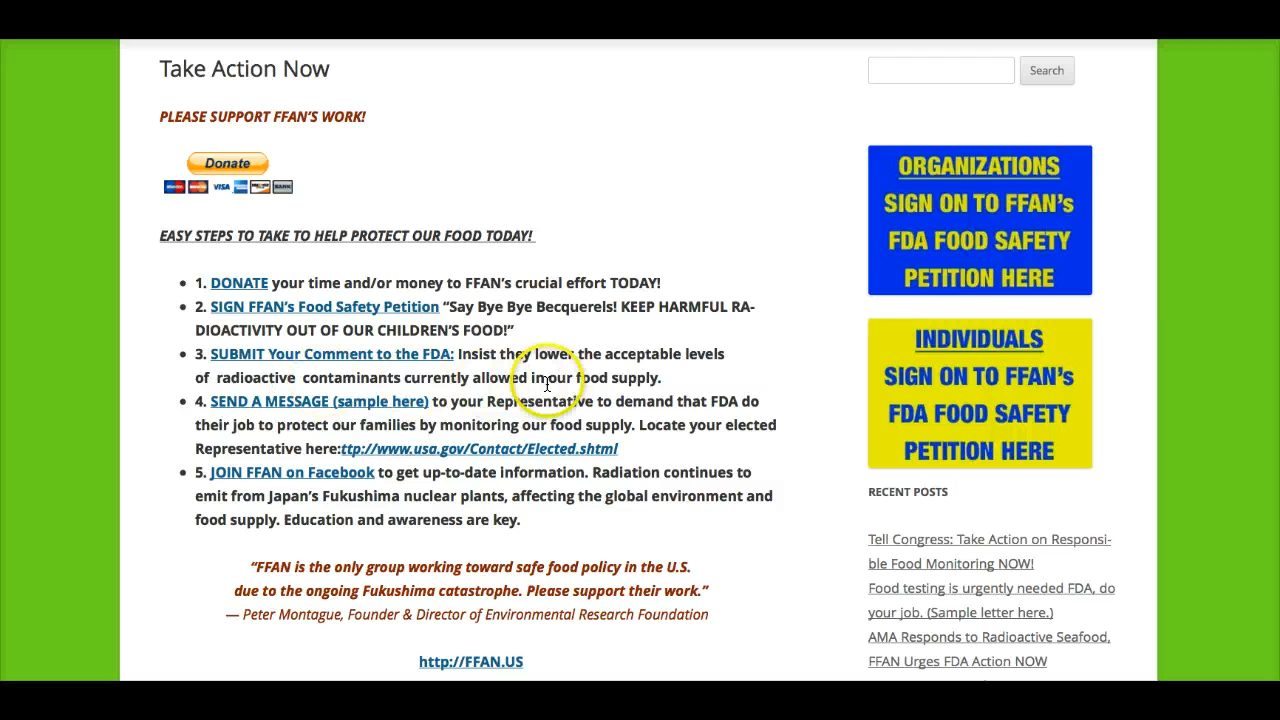 Take Action Now
PLEASE SUPPORT FFAN'S WORK!
Donate
VISA
BANK
EASY STEPS TO TAKE TO HELP PROTECT OUR FOOD TODAY!
1. DONATE your time and/or money to FFAN's crucial effort TODAY!
2. SIGN FFAN's Food Safety Petition “Say Bye Bye Becquerels! KEEP HARMFUL RA-
DIOACTIVITY OUT OF OUR CHILDREN'S FOOD!”
3. SUBMIT Your Comment to the FDA: Insist they lower the acceptable levels
of radioactive contaminants currently allowed in our food supply.
4. SEND A MESSAGE (sample here) to your Representative to demand that FDA do
their job to protect our families by monitoring our food supply. Locate your elected
Representative here:ttp://www.usa.gov/Contact/Elected.shtml
5. JOIN FFAN on Facebook to get up-to-date information. Radiation continues to
emit from Japan's Fukushima nuclear plants, affecting the global environment and
food supply. Education and awareness are key.
“FFAN is the only group working toward safe food policy in the U.S.
due to the ongoing Fukushima catastrophe. Please support their work.”
— Peter Montague, Founder & Director of Environmental Research Foundation
http://FFAN.US
Search
ORGANIZATIONS
SIGN ON TO FFAN's
FDA FOOD SAFETY
PETITION HERE
INDIVIDUALS
SIGN ON TO FFAN's
FDA FOOD SAFETY
PETITION HERE
RECENT POSTS
Tell Congress: Take Action on Responsi-
ble Food Monitoring NOW!
Food testing is urgently needed FDA, do
your job. (Sample letter here.)
AMA Responds to Radioactive Seafood,
FFAN Urges FDA Action NOW